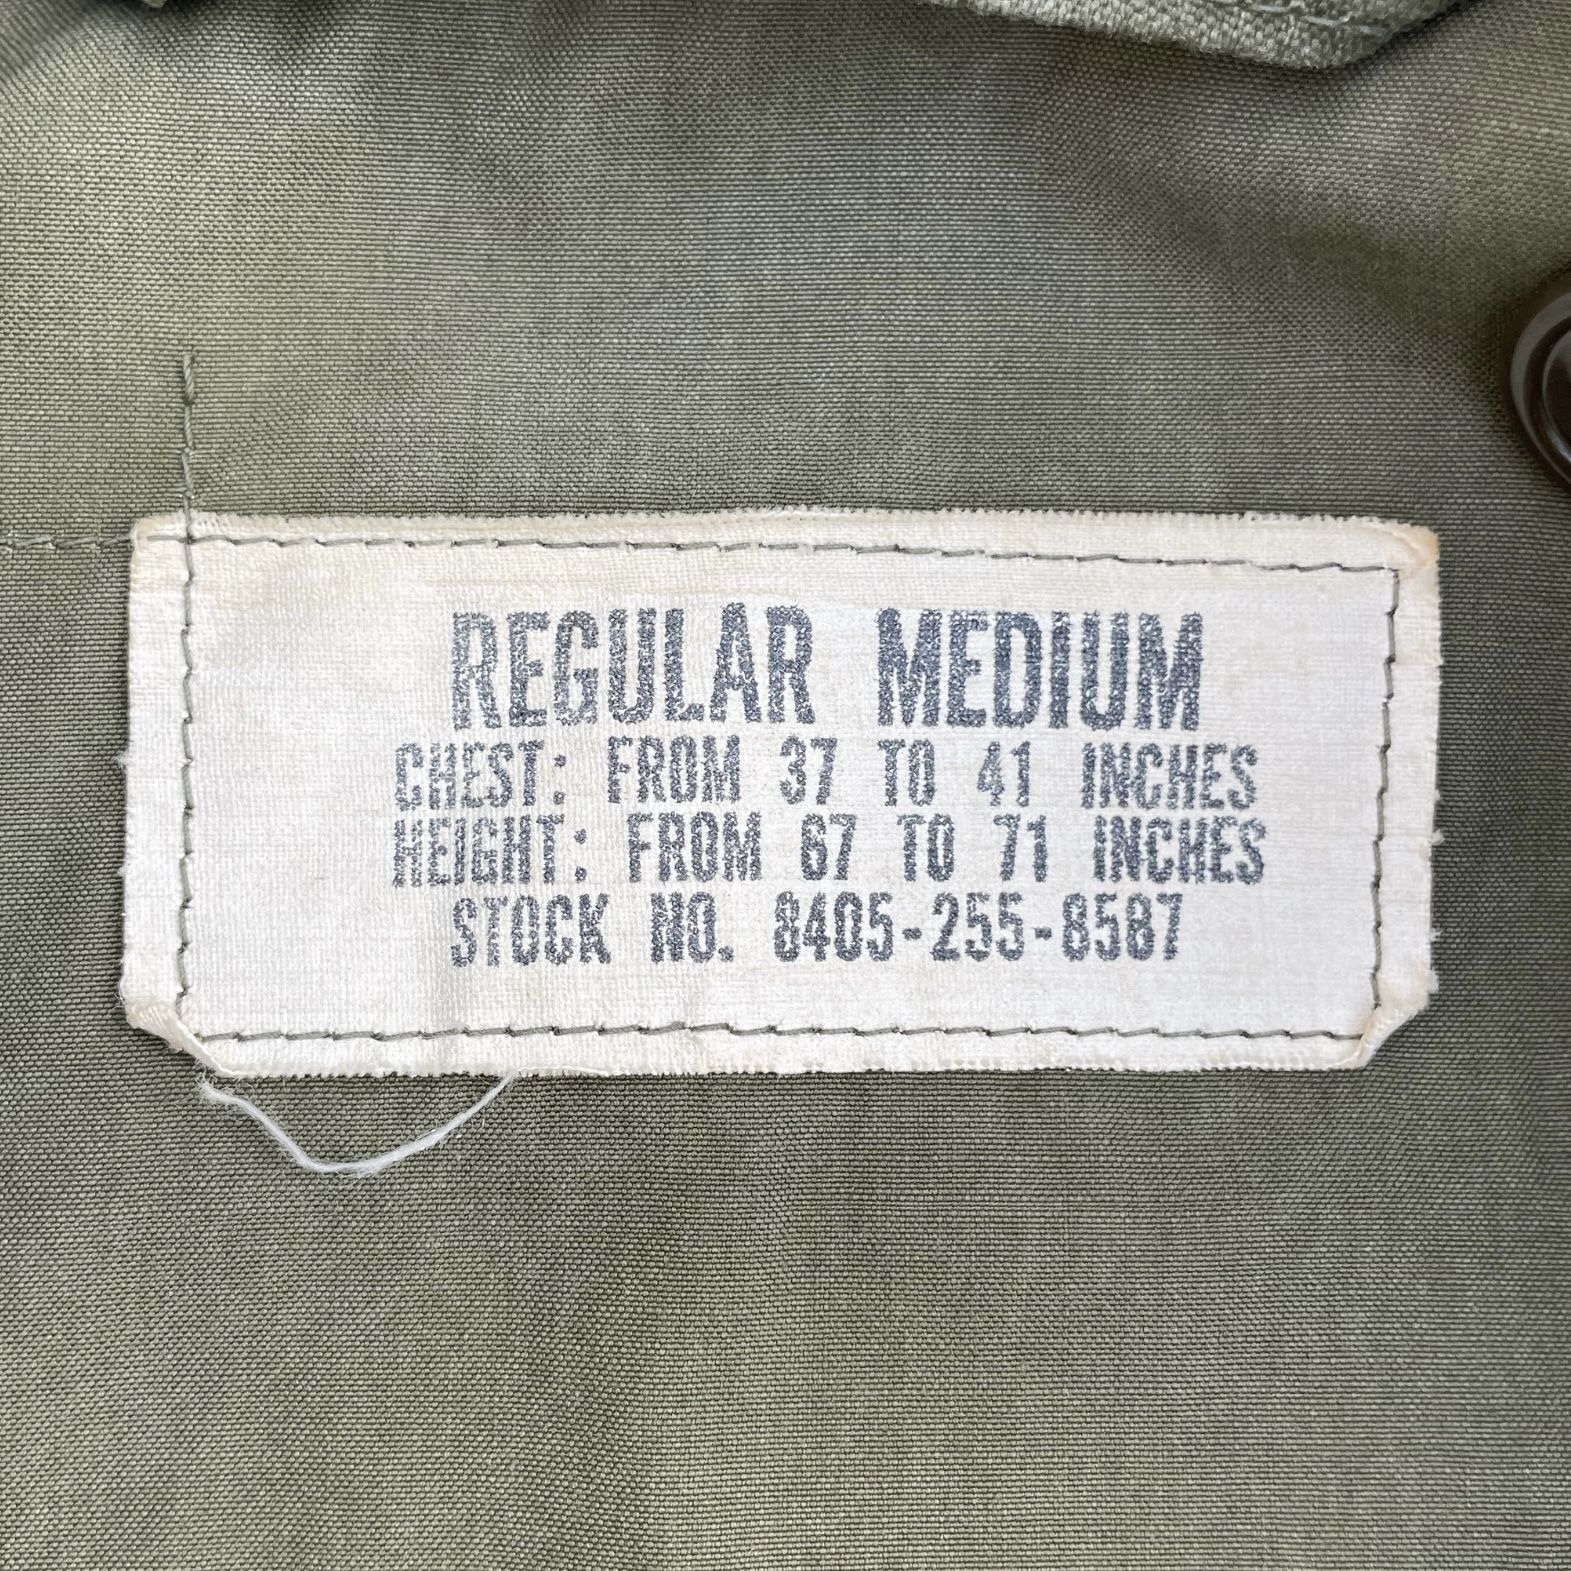 REGULAR MEDIUM
CHEST: FROM 37 TO 41 INCHES
HEIGHT: FROM 67 TO 71 INCHES
STOCK NO. 8405-255-8587